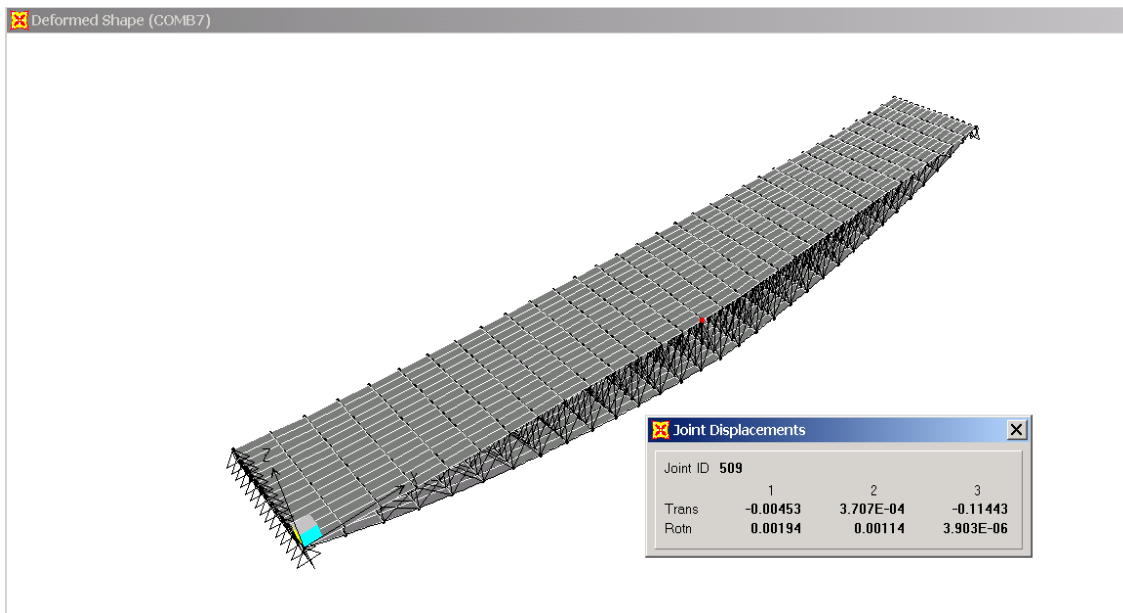 Deformed Shape (COMB7)
Z
Joint Displacements
Joint ID 509
1 2 3
Trans -0.00453 3.707E-04 -0.11443
Rotn 0.00194 0.00114 3.903E-06